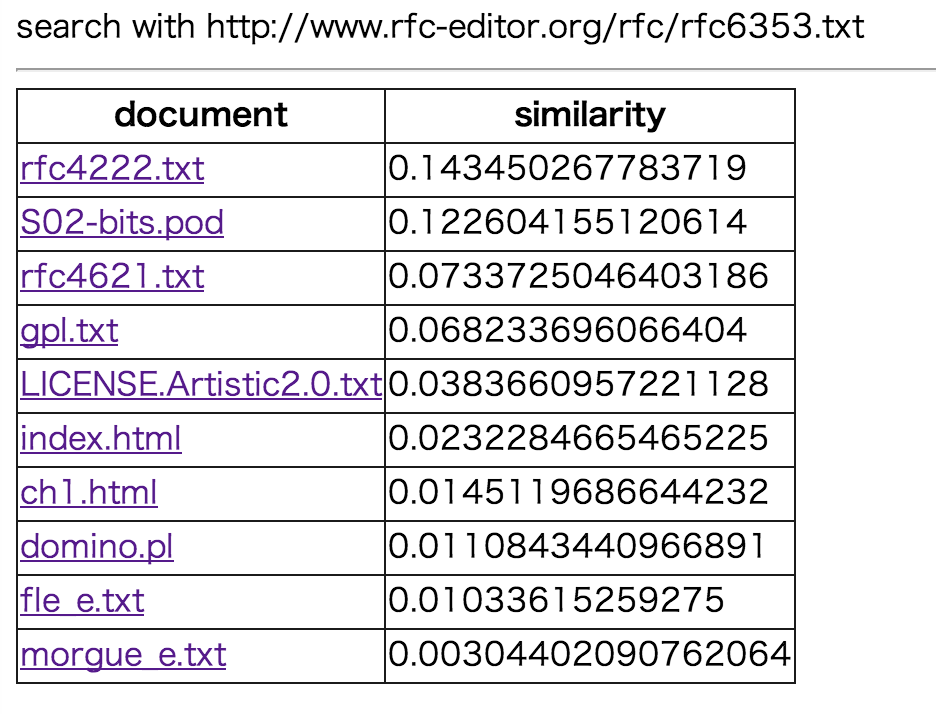 search with http://www.rfc-editor.org/rfc/rfc6353.txt
document similarity
rfc4222.txt 0.143450267783719
S02-bits.pod 0.122604155120614
rfc4621.txt 0.0733725046403186
gpl.txt 0.068233696066404
LICENSE.Artistic2.0.txt 0.0383660957221128
index.html 0.0232284665465225
ch1.html 0.0145119686644232
domino.pl 0.0110843440966891
fle_e.txt 0.01033615259275
morgue_e.txt 0.00304402090762064